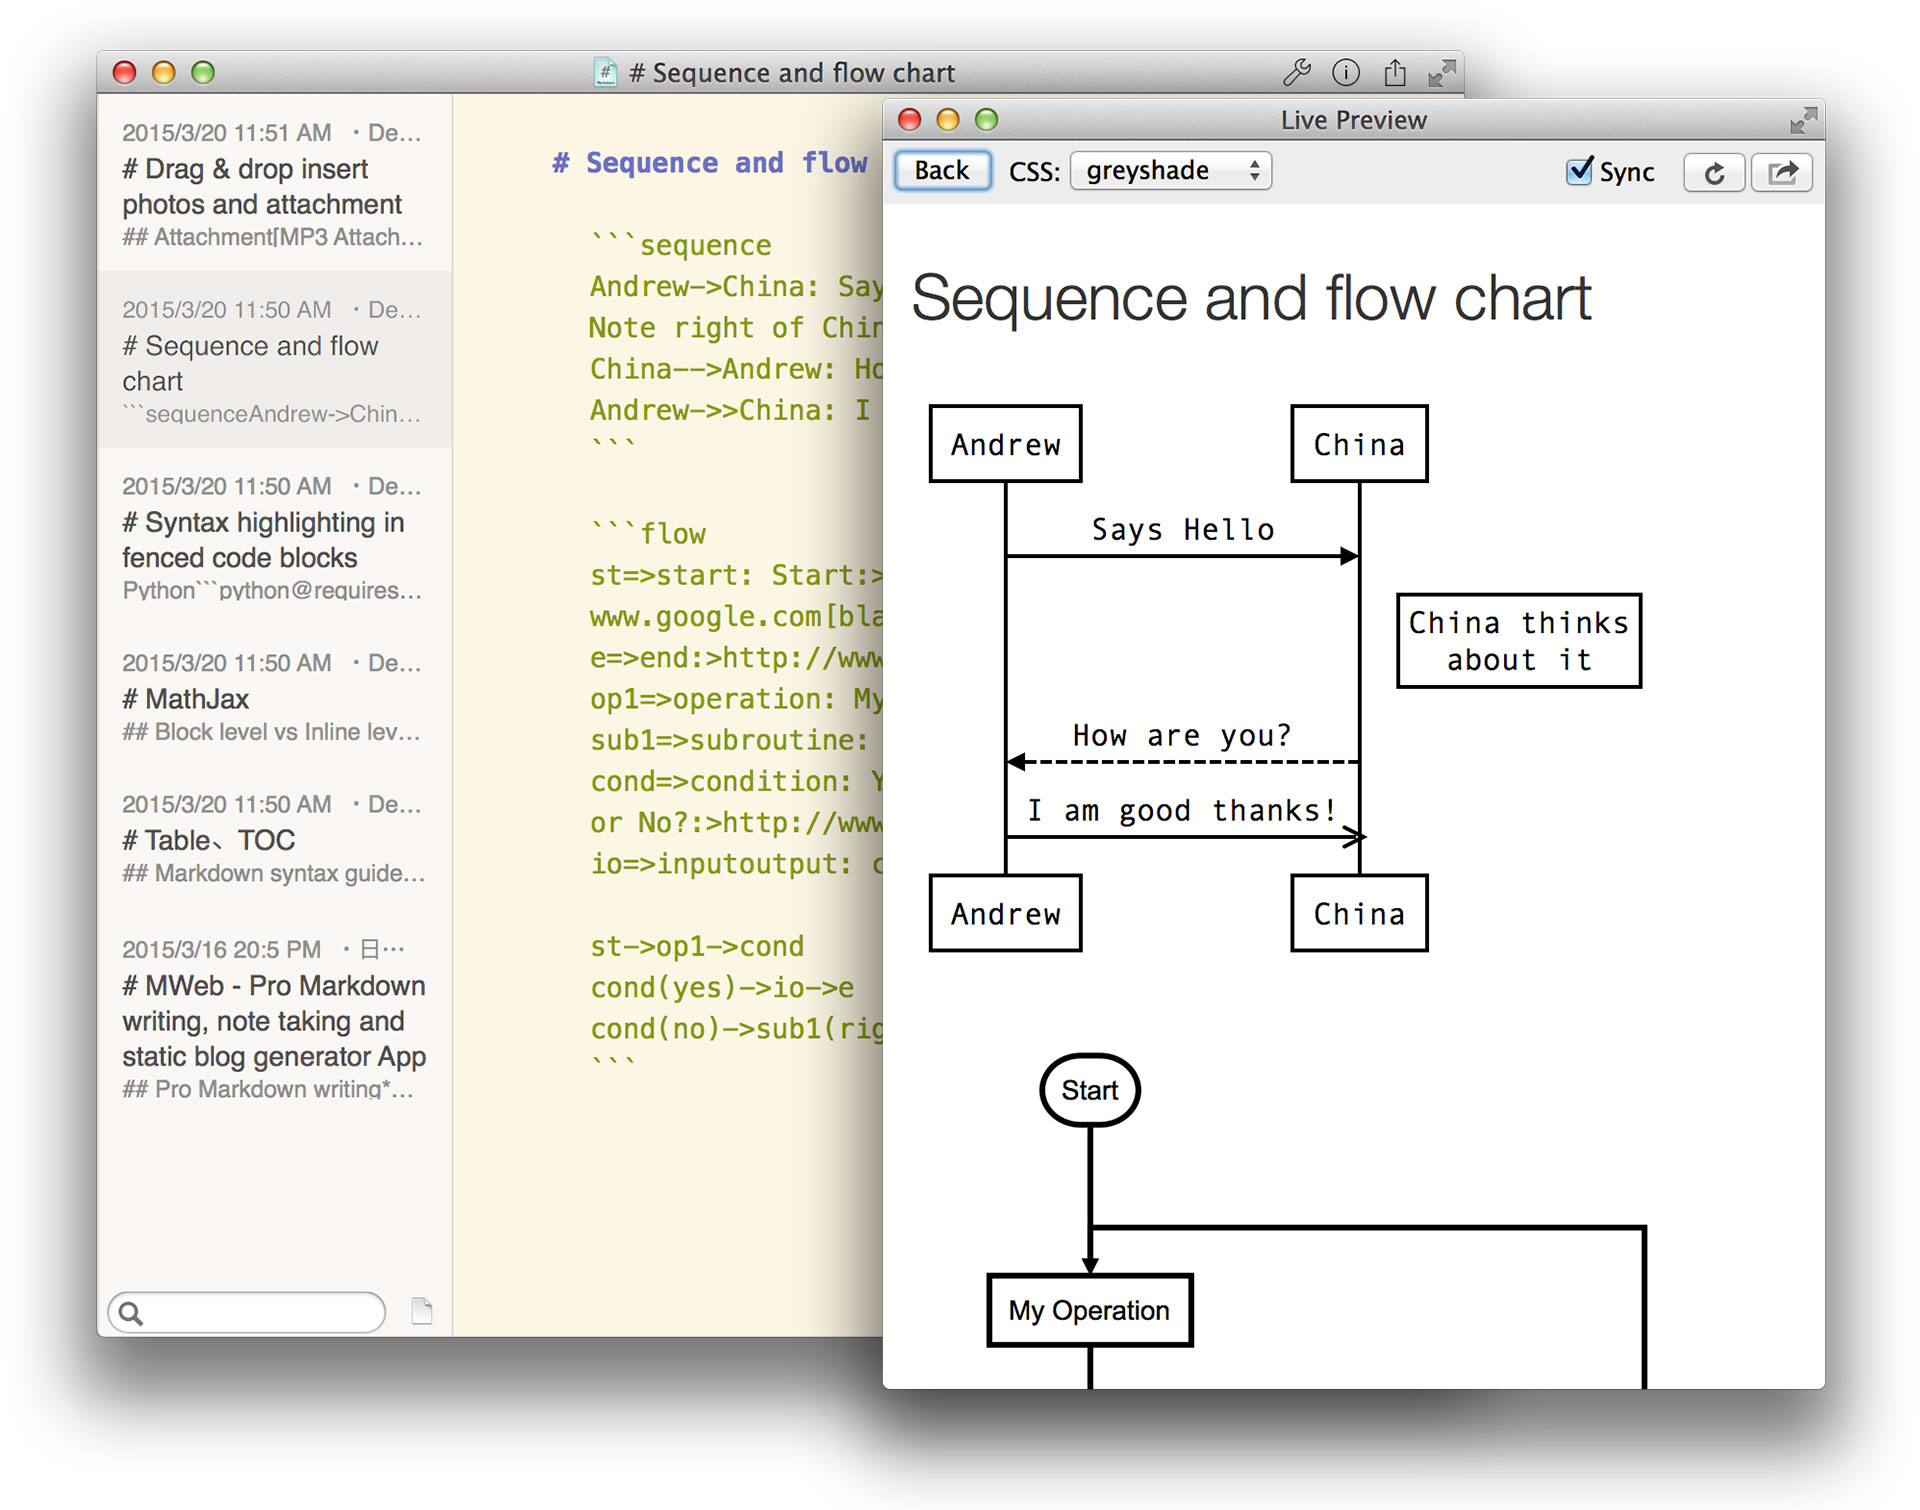 # Sequence and flow chart
2015/3/20 11:51 AM ・De...
# Drag & drop insert
photos and attachment
## Attachment[MP3 Attach...
2015/3/20 11:50 AM ・De...
# Sequence and flow
chart
```sequenceAndrew->Chin...
2015/3/20 11:50 AM ・De...
# Syntax highlighting in
fenced code blocks
Python```python@requires...
2015/3/20 11:50 AM ・De...
# MathJax
## Block level vs Inline lev...
2015/3/20 11:50 AM ・De...
# Table、TOC
## Markdown syntax guide...
2015/3/16 20:5 PM ・日...
# MWeb - Pro Markdown
writing, note taking and
static blog generator App
## Pro Markdown writing*...
# Sequence and flow
```sequence
Andrew->China: Say
Note right of Chin
China-->Andrew: Ho
Andrew->>China: I
```
```flow
st=>start: Start:>
www.google.com[bla
e=>end:>http://www
op1=>operation: My
sub1=>subroutine:
cond=>condition: Y
or No?:>http://www
io=>inputoutput: c
st->op1->cond
cond(yes)->io->e
cond(no)->sub1(rig
```
Live Preview
Back CSS: greyshade Sync
Sequence and flow chart
Andrew China
Says Hello
China thinks
about it
How are you?
I am good thanks!
Andrew China
Start
My Operation